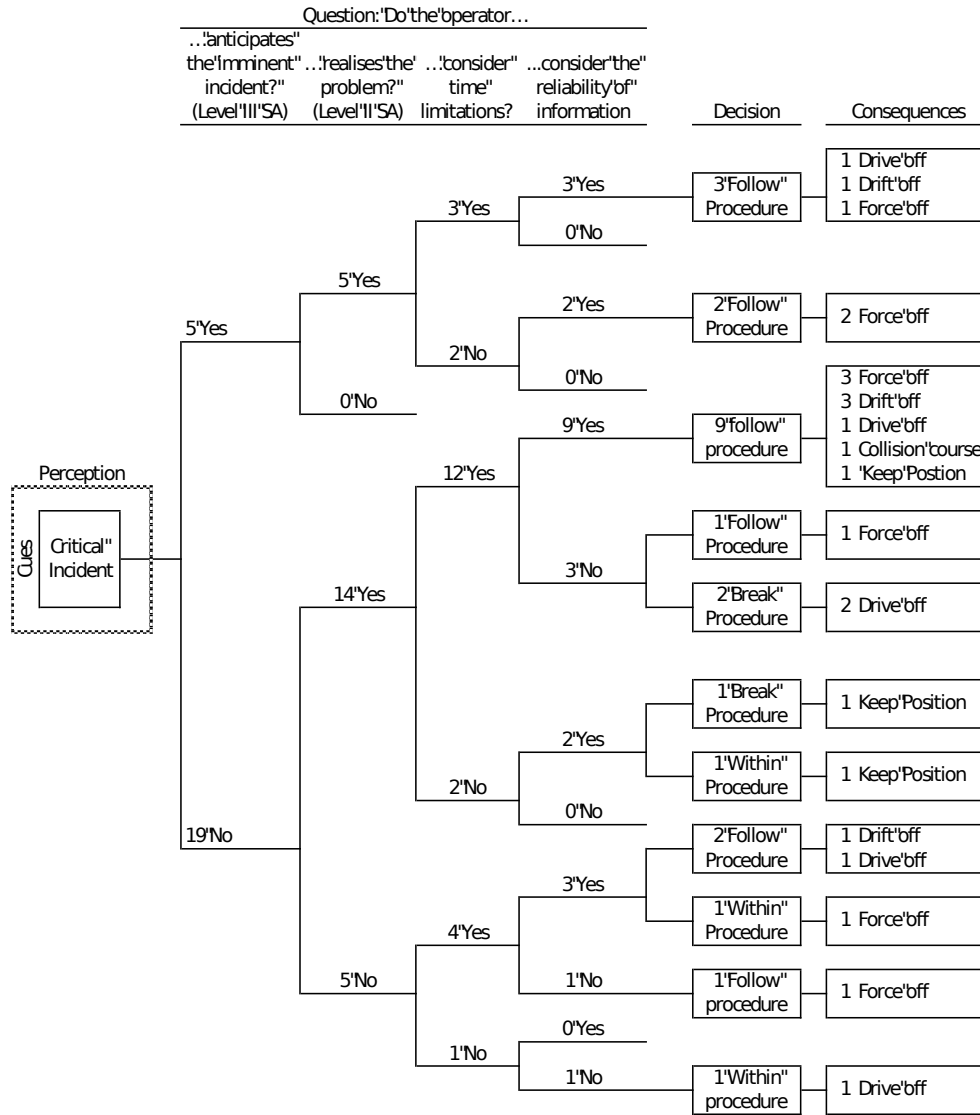 Question:'Do'the'operator…
…'anticipates"
the'imminent"
incident?"
(Level'III'SA)
…'realises'the'
problem?"
(Level'II'SA)
…'consider"
time"
limitations?
...consider'the"
reliability'of"
information
Decision
Consequences
Perception
Cues
Critical"
Incident
5'Yes
19'No
5'Yes
0'No
14'Yes
5'No
3'Yes
2'No
12'Yes
2'No
4'Yes
1'No
3'Yes
0'No
2'Yes
0'No
9'Yes
3'No
2'Yes
0'No
3'Yes
1'No
0'Yes
1'No
3'Follow"
Procedure
1 Drive'off
1 Drift'off
1 Force'off
2'Follow"
Procedure
2 Force'off
9'follow"
procedure
3 Force'off
3 Drift'off
1 Drive'off
1 Collision"course
1 'Keep'Postion
1'Follow"
Procedure
1 Force'off
2'Break"
Procedure
2 Drive'off
1'Break"
Procedure
1 Keep'Position
1'Within"
Procedure
1 Keep'Position
2'Follow"
Procedure
1 Drift'off
1 Drive'off
1'Within"
Procedure
1 Force'off
1'Follow"
procedure
1 Force'off
1'Within"
procedure
1 Drive'off